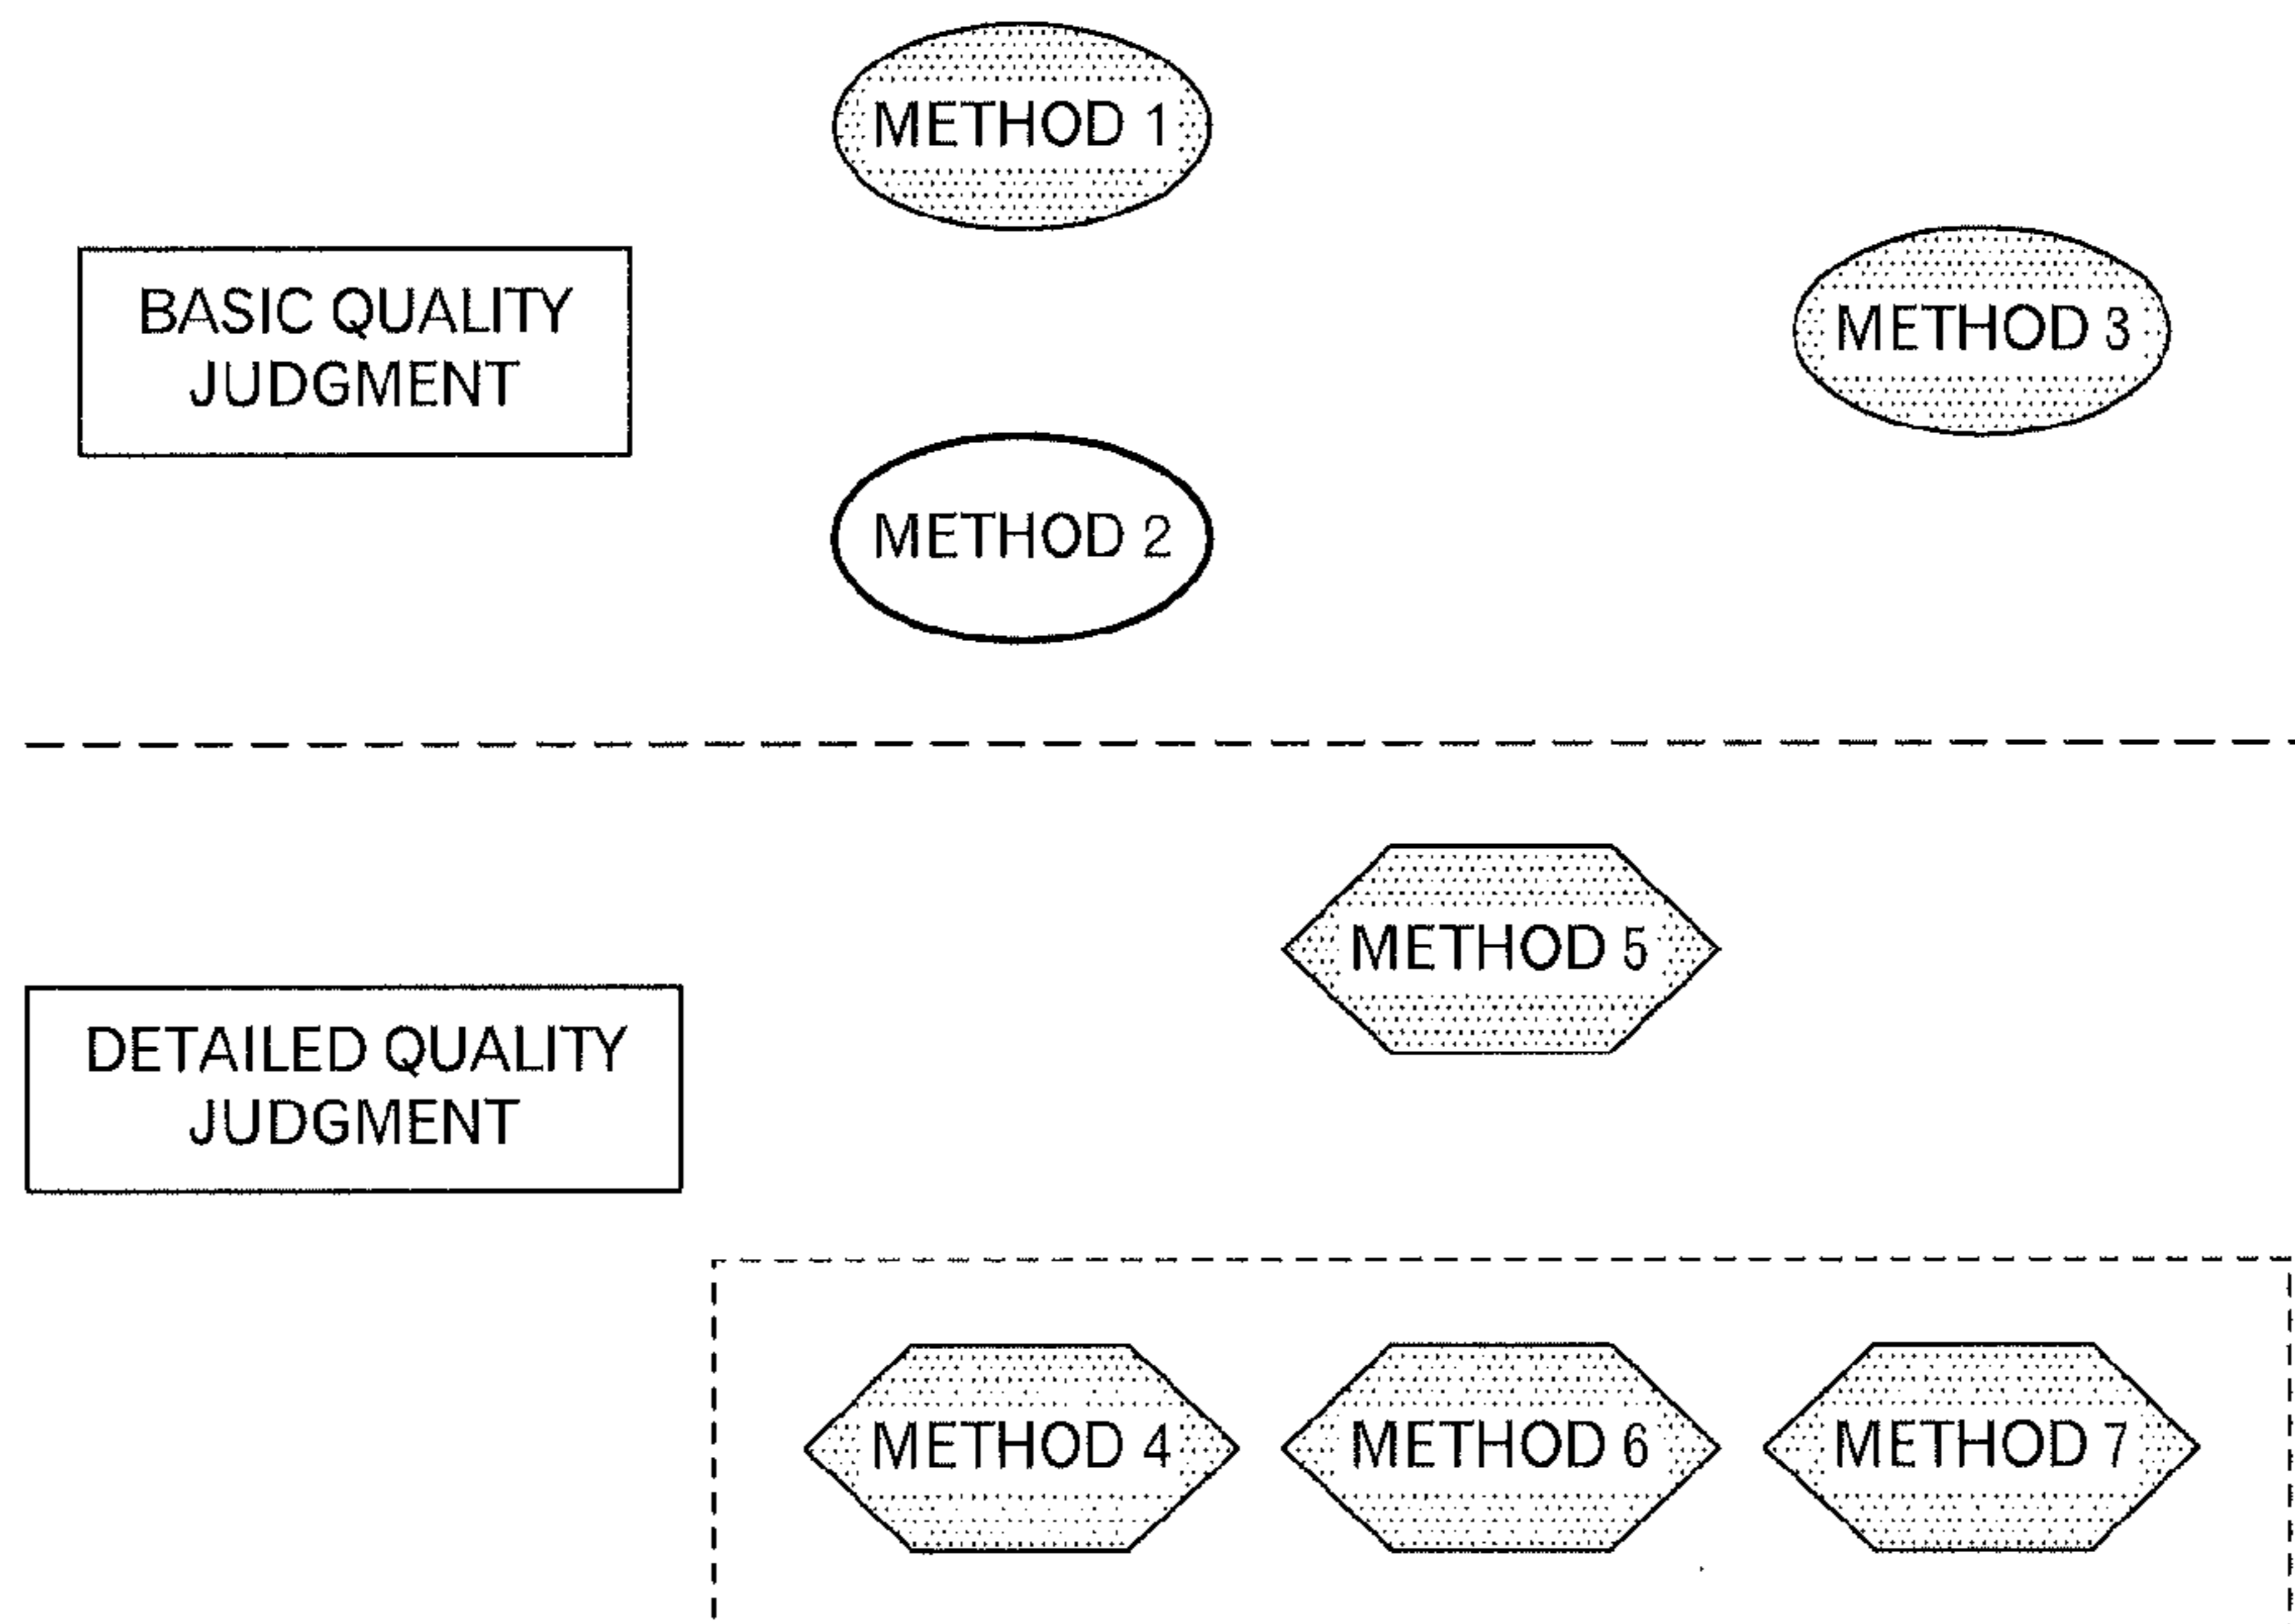 METHOD 1
BASIC QUALITY
JUDGMENT
METHOD 3
METHOD 2
METHOD 5
DETAILED QUALITY
JUDGMENT
METHOD 4
METHOD 6
METHOD 7